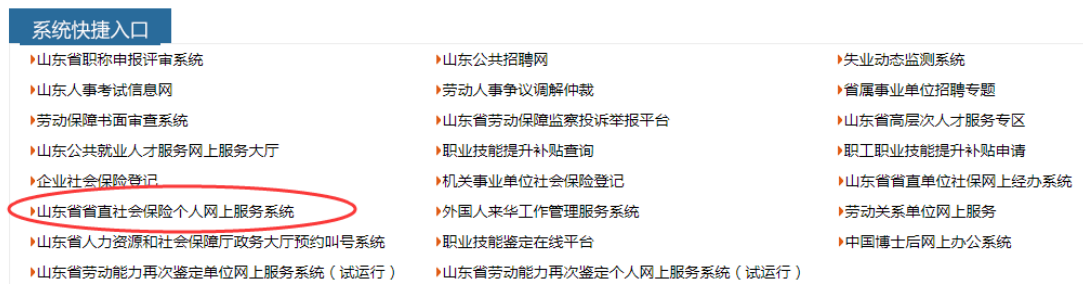 系统快捷入口
山东省职称申报评审系统 山东公共招聘网 失业动态监测系统
山东人事考试信息网 劳动人事争议调解仲裁 省属事业单位招聘专题
劳动保障书面审查系统 山东省劳动保障监察投诉举报平台 山东省高层次人才服务专区
山东公共就业人才服务网上服务大厅 职业技能提升补贴查询 职工职业技能提升补贴申请
企业社会保险登记 机关事业单位社会保险登记 山东省省直单位社保网上经办系统
山东省省直社会保险个人网上服务系统 外国人来华工作管理服务系统 劳动关系单位网上服务
山东省人力资源和社会保障厅政务大厅预约叫号系统 职业技能鉴定在线平台 中国博士后网上办公系统
山东省劳动能力再次鉴定单位网上服务系统（试运行） 山东省劳动能力再次鉴定个人网上服务系统（试运行）